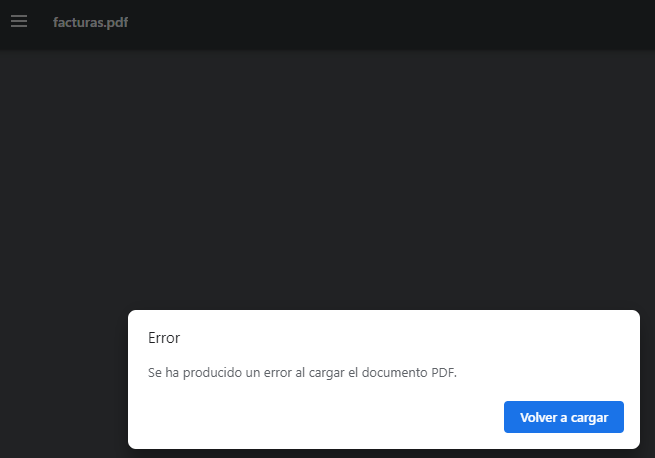 facturas.pdf
Error
Se ha producido un error al cargar el documento PDF.
Volver a cargar